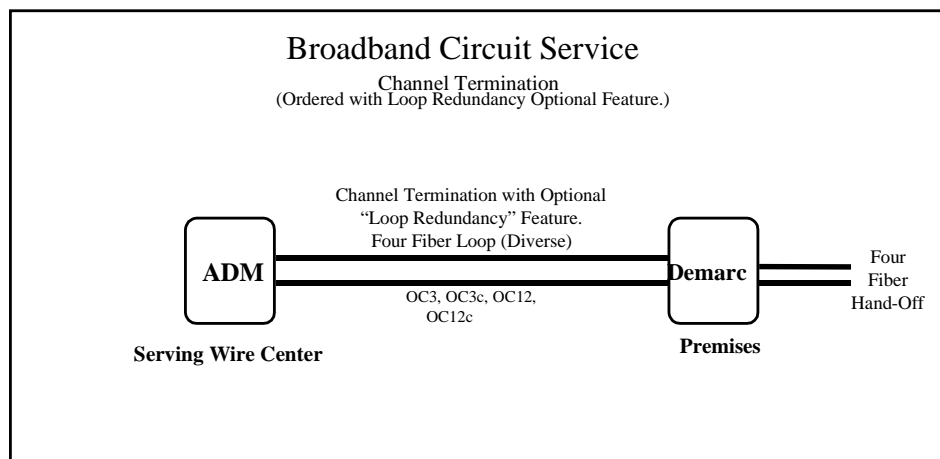 Broadband Circuit Service
Channel Termination
(Ordered with Loop Redundancy Optional Feature.)
Channel Termination with Optional
“Loop Redundancy” Feature.
Four Fiber Loop (Diverse)
ADM
Demarc
Four
Fiber
Hand-Off
OC3, OC3c, OC12,
OC12c
Serving Wire Center
Premises